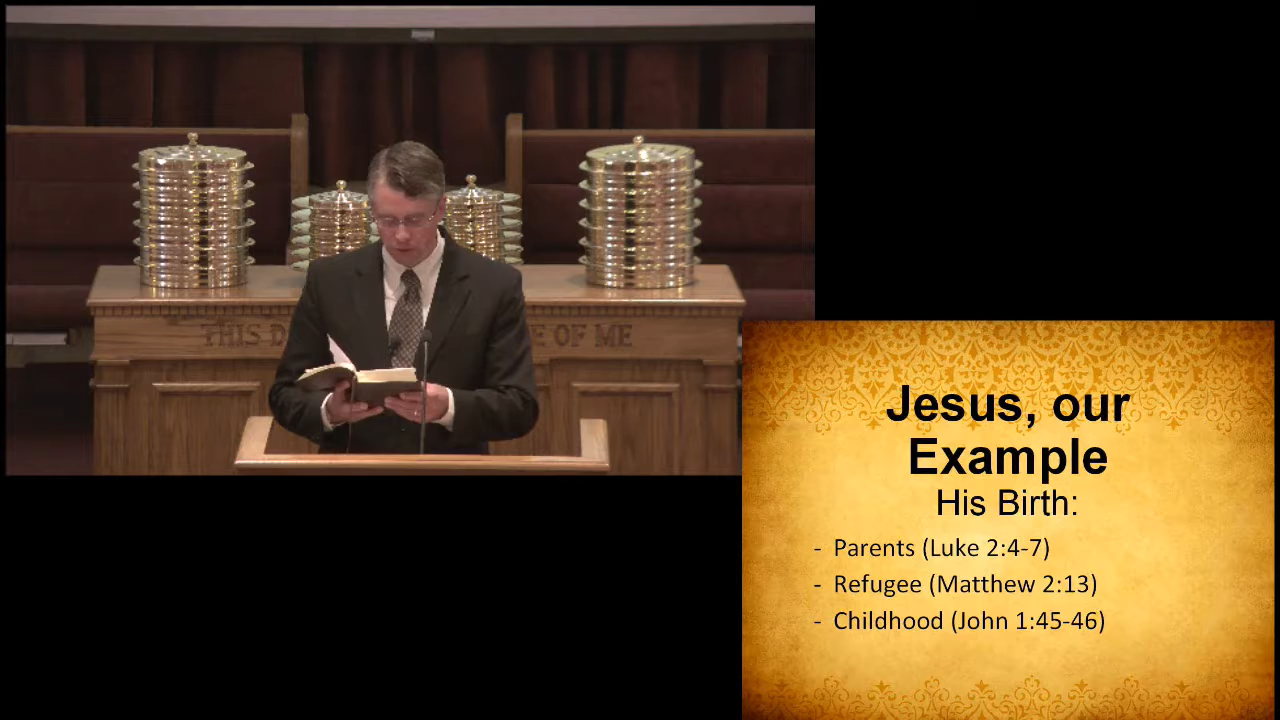 THIS D
E OF ME
Jesus, our
Example
His Birth:
- Parents (Luke 2:4-7)
- Refugee (Matthew 2:13)
- Childhood (John 1:45-46)